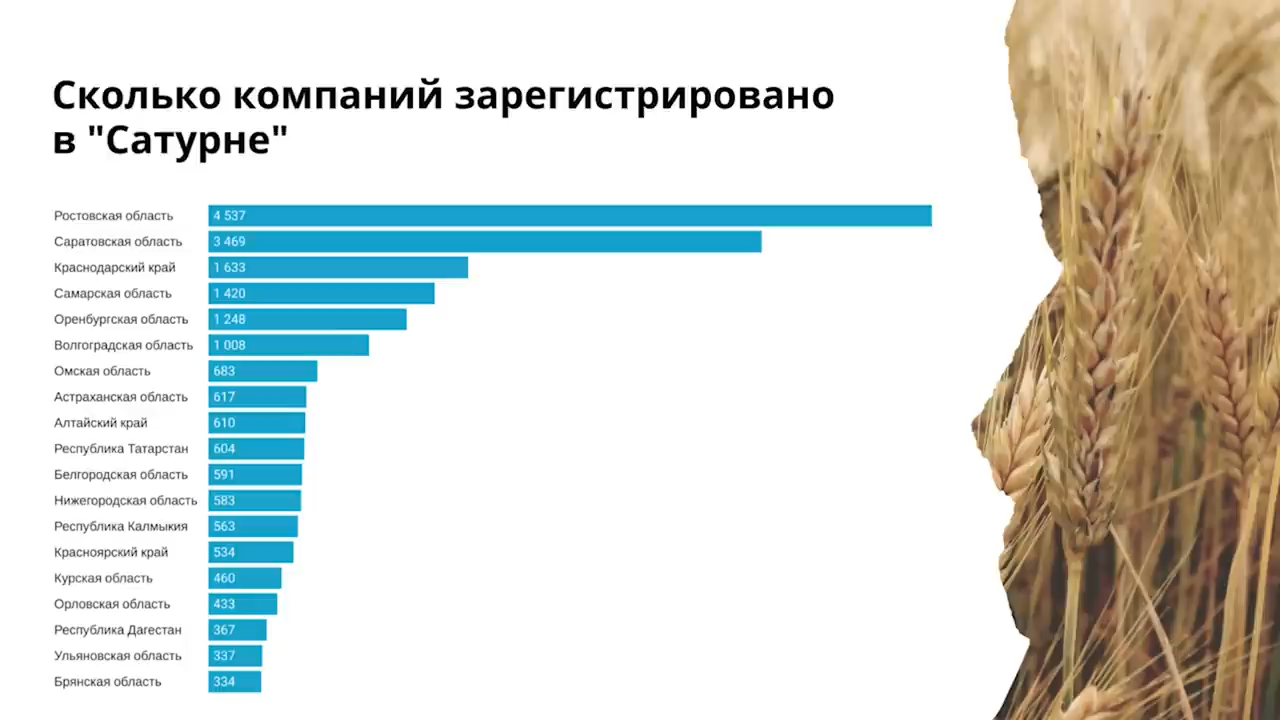 Сколько компаний зарегистрировано
в "Сатурне"
Ростовская область 4 537
Саратовская область 3 469
Краснодарский край 1 633
Самарская область 1 420
Оренбургская область 1 248
Волгоградская область 1 008
Омская область 683
Астраханская область 617
Алтайский край 610
Республика Татарстан 604
Белгородская область 591
Нижегородская область 583
Республика Калмыкия 563
Красноярский край 534
Курская область 460
Орловская область 433
Республика Дагестан 367
Ульяновская область 337
Брянская область 334